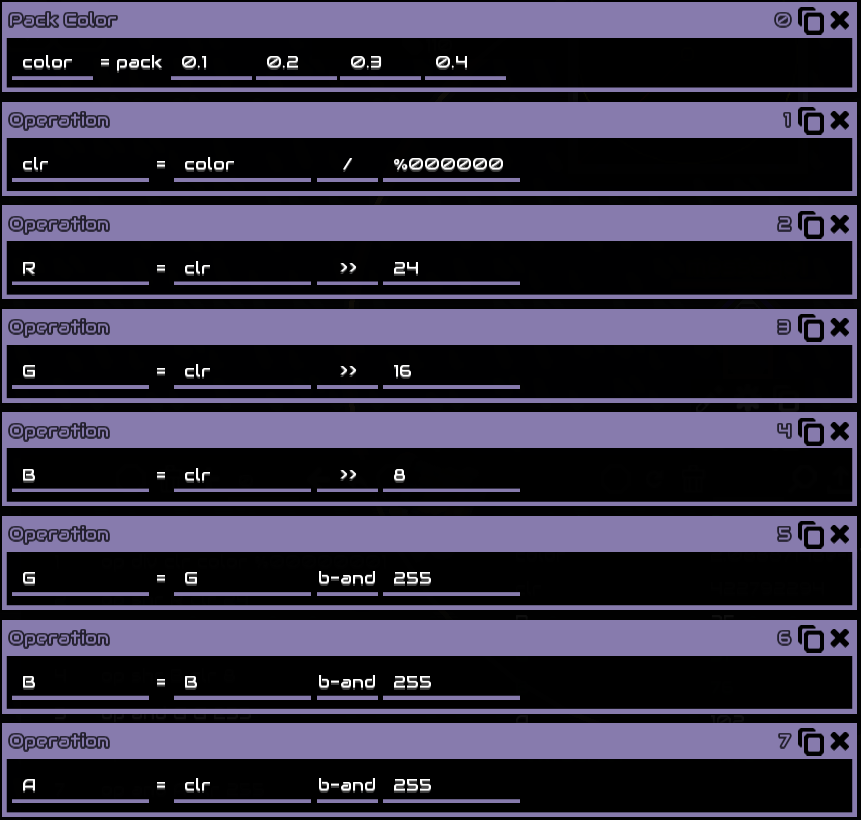 Pack Color 0
color = pack 0.1 0.2 0.3 0.4
Operation 1
clr = color / %000000
Operation 2
R = clr >> 24
Operation 3
G = clr >> 16
Operation 4
B = clr >> 8
Operation 5
G = G b-and 255
Operation 6
B = B b-and 255
Operation 7
A = clr b-and 255